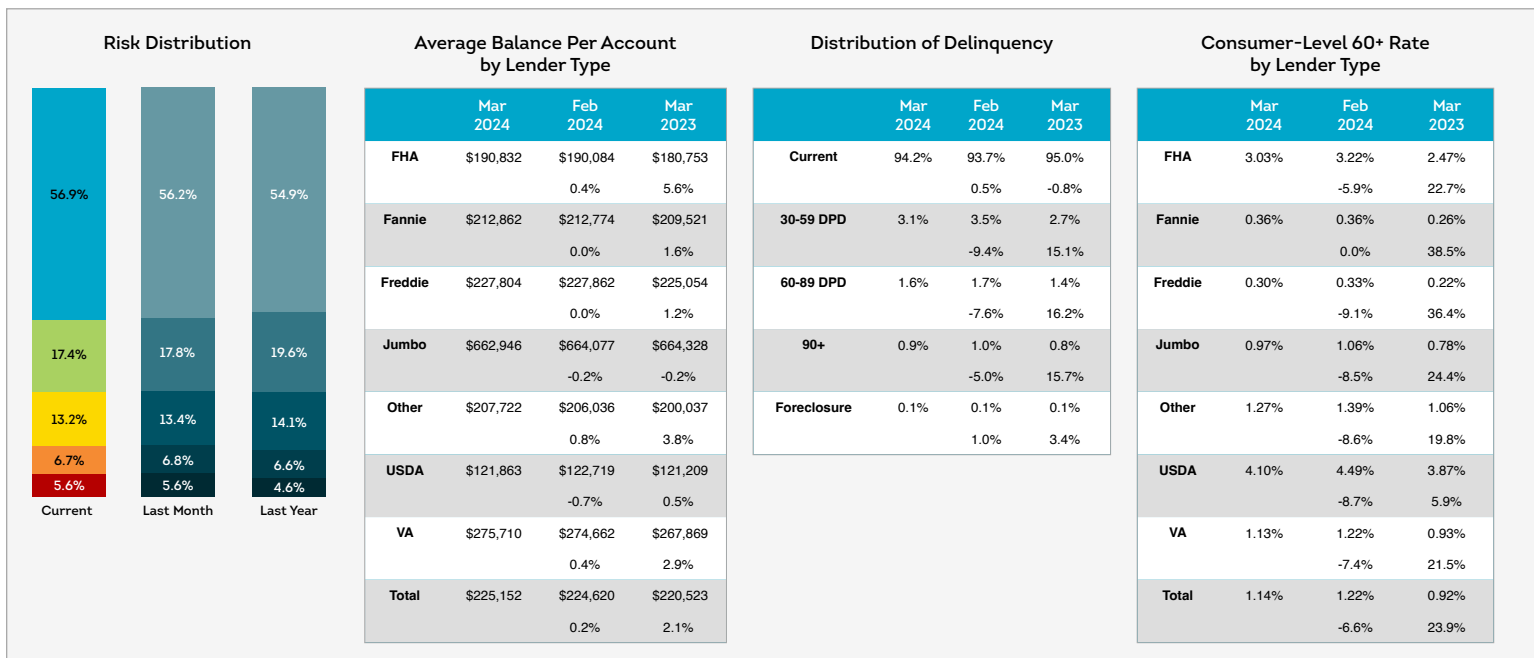 Risk Distribution
56.9%
17.4%
13.2%
6.7%
5.6%
Current
56.2%
17.8%
13.4%
6.8%
5.6%
Last Month
54.9%
19.6%
14.1%
6.6%
4.6%
Last Year
Average Balance Per Account
by Lender Type
Mar Feb Mar
2024 2024 2023
FHA $190,832 $190,084 $180,753
0.4% 5.6%
Fannie $212,862 $212,774 $209,521
0.0% 1.6%
Freddie $227,804 $227,862 $225,054
0.0% 1.2%
Jumbo $662,946 $664,077 $664,328
-0.2% -0.2%
Other $207,722 $206,036 $200,037
0.8% 3.8%
USDA $121,863 $122,719 $121,209
-0.7% 0.5%
VA $275,710 $274,662 $267,869
0.4% 2.9%
Total $225,152 $224,620 $220,523
0.2% 2.1%
Distribution of Delinquency
Mar Feb Mar
2024 2024 2023
Current 94.2% 93.7% 95.0%
0.5% -0.8%
30-59 DPD 3.1% 3.5% 2.7%
-9.4% 15.1%
60-89 DPD 1.6% 1.7% 1.4%
-7.6% 16.2%
90+ 0.9% 1.0% 0.8%
-5.0% 15.7%
Foreclosure 0.1% 0.1% 0.1%
1.0% 3.4%
Consumer-Level 60+ Rate
by Lender Type
Mar Feb Mar
2024 2024 2023
FHA 3.03% 3.22% 2.47%
-5.9% 22.7%
Fannie 0.36% 0.36% 0.26%
0.0% 38.5%
Freddie 0.30% 0.33% 0.22%
-9.1% 36.4%
Jumbo 0.97% 1.06% 0.78%
-8.5% 24.4%
Other 1.27% 1.39% 1.06%
-8.6% 19.8%
USDA 4.10% 4.49% 3.87%
-8.7% 5.9%
VA 1.13% 1.22% 0.93%
-7.4% 21.5%
Total 1.14% 1.22% 0.92%
-6.6% 23.9%